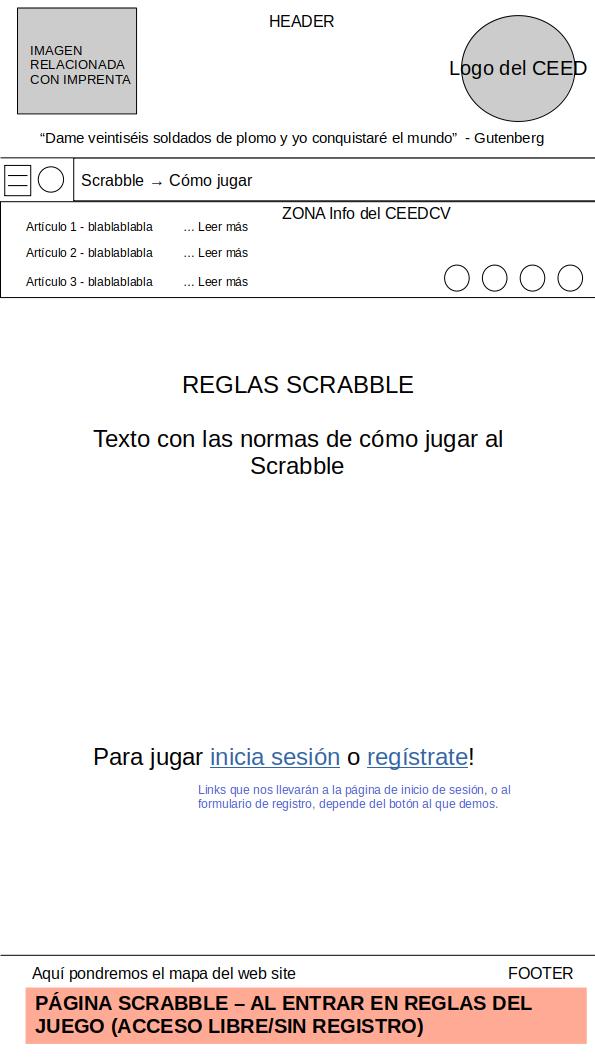 HEADER
IMAGEN
RELACIONADA
CON IMPRENTA
Logo del CEED
“Dame veintiséis soldados de plomo y yo conquistaré el mundo” - Gutenberg
Scrabble → Cómo jugar
ZONA Info del CEEDCV
Artículo 1 - blablablabla ... Leer más
Artículo 2 - blablablabla ... Leer más
Artículo 3 - blablablabla ... Leer más
REGLAS SCRABBLE
Texto con las normas de cómo jugar al
Scrabble
Para jugar inicia sesión o regístrate!
Links que nos llevarán a la página de inicio de sesión, o al
formulario de registro, depende del botón al que demos.
Aquí pondremos el mapa del web site
FOOTER
PÁGINA SCRABBLE – AL ENTRAR EN REGLAS DEL
JUEGO (ACCESO LIBRE/SIN REGISTRO)